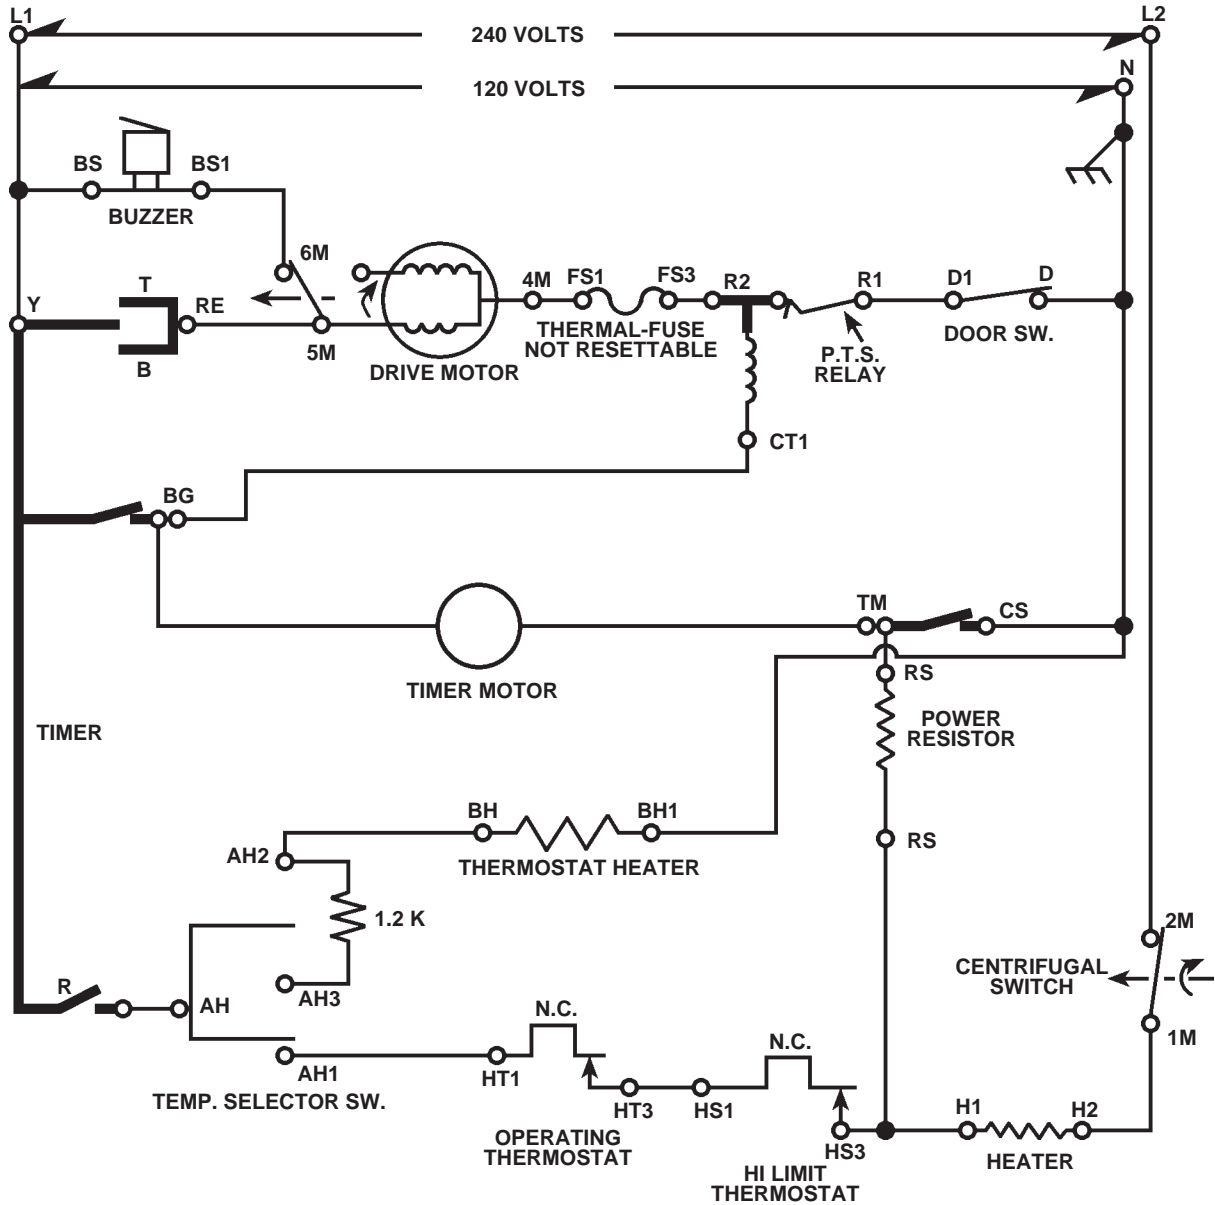 L1
L2
240 VOLTS
N
120 VOLTS
BS
BS1
BUZZER
6M
T
Y
RE
B
5M
DRIVE MOTOR
4M
FS1
FS3
THERMAL-FUSE
NOT RESETTABLE
R2
R1
P.T.S.
RELAY
D1
D
DOOR SW.
CT1
BG
TM
CS
TIMER MOTOR
RS
POWER
RESISTOR
TIMER
RS
BH
BH1
THERMOSTAT HEATER
AH2
1.2 K
2M
CENTRIFUGAL
SWITCH
1M
R
AH
AH3
AH1
TEMP. SELECTOR SW.
N.C.
HT1
HT3
OPERATING
THERMOSTAT
N.C.
HS1
HS3
HI LIMIT
THERMOSTAT
H1
H2
HEATER